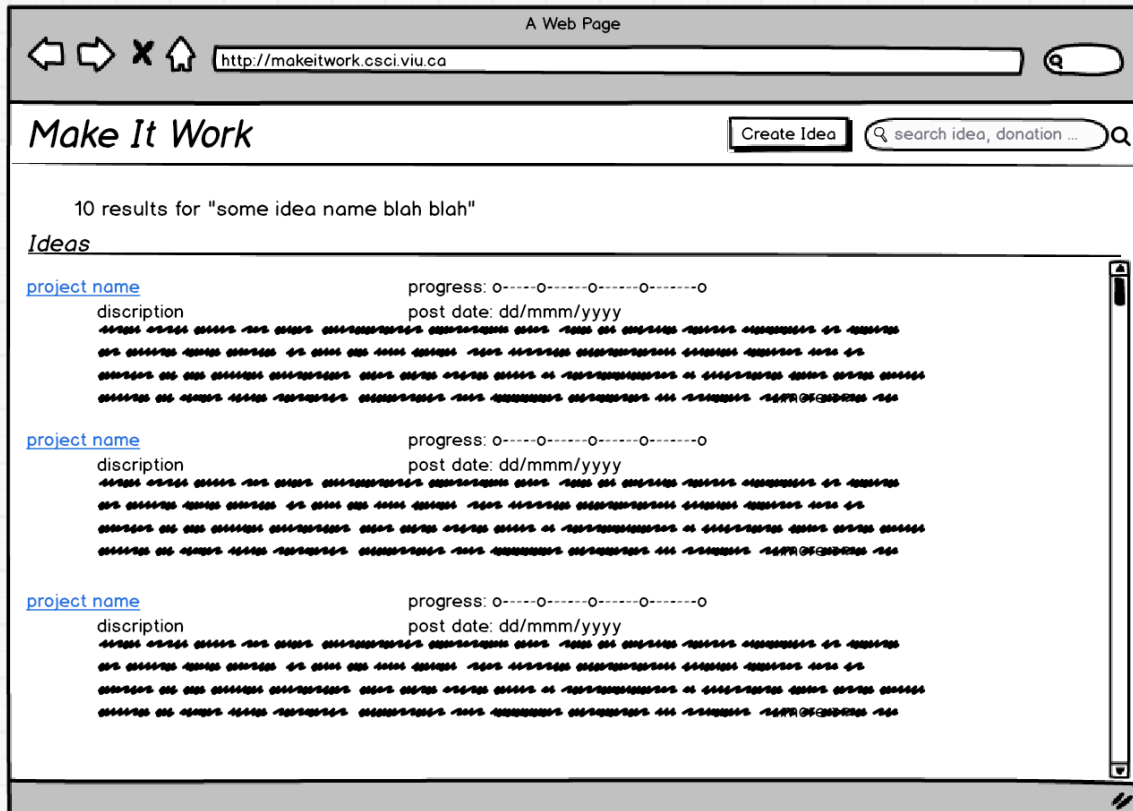 A Web Page
http://makeitwork.csci.viu.ca
Make It Work
Create Idea
search idea, donation ...
10 results for "some idea name blah blah"
Ideas
project name
progress: o-----o------o-----o------o
discription
post date: dd/mmm/yyyy
project name
progress: o-----o------o-----o------o
discription
post date: dd/mmm/yyyy
project name
progress: o-----o------o-----o------o
discription
post date: dd/mmm/yyyy